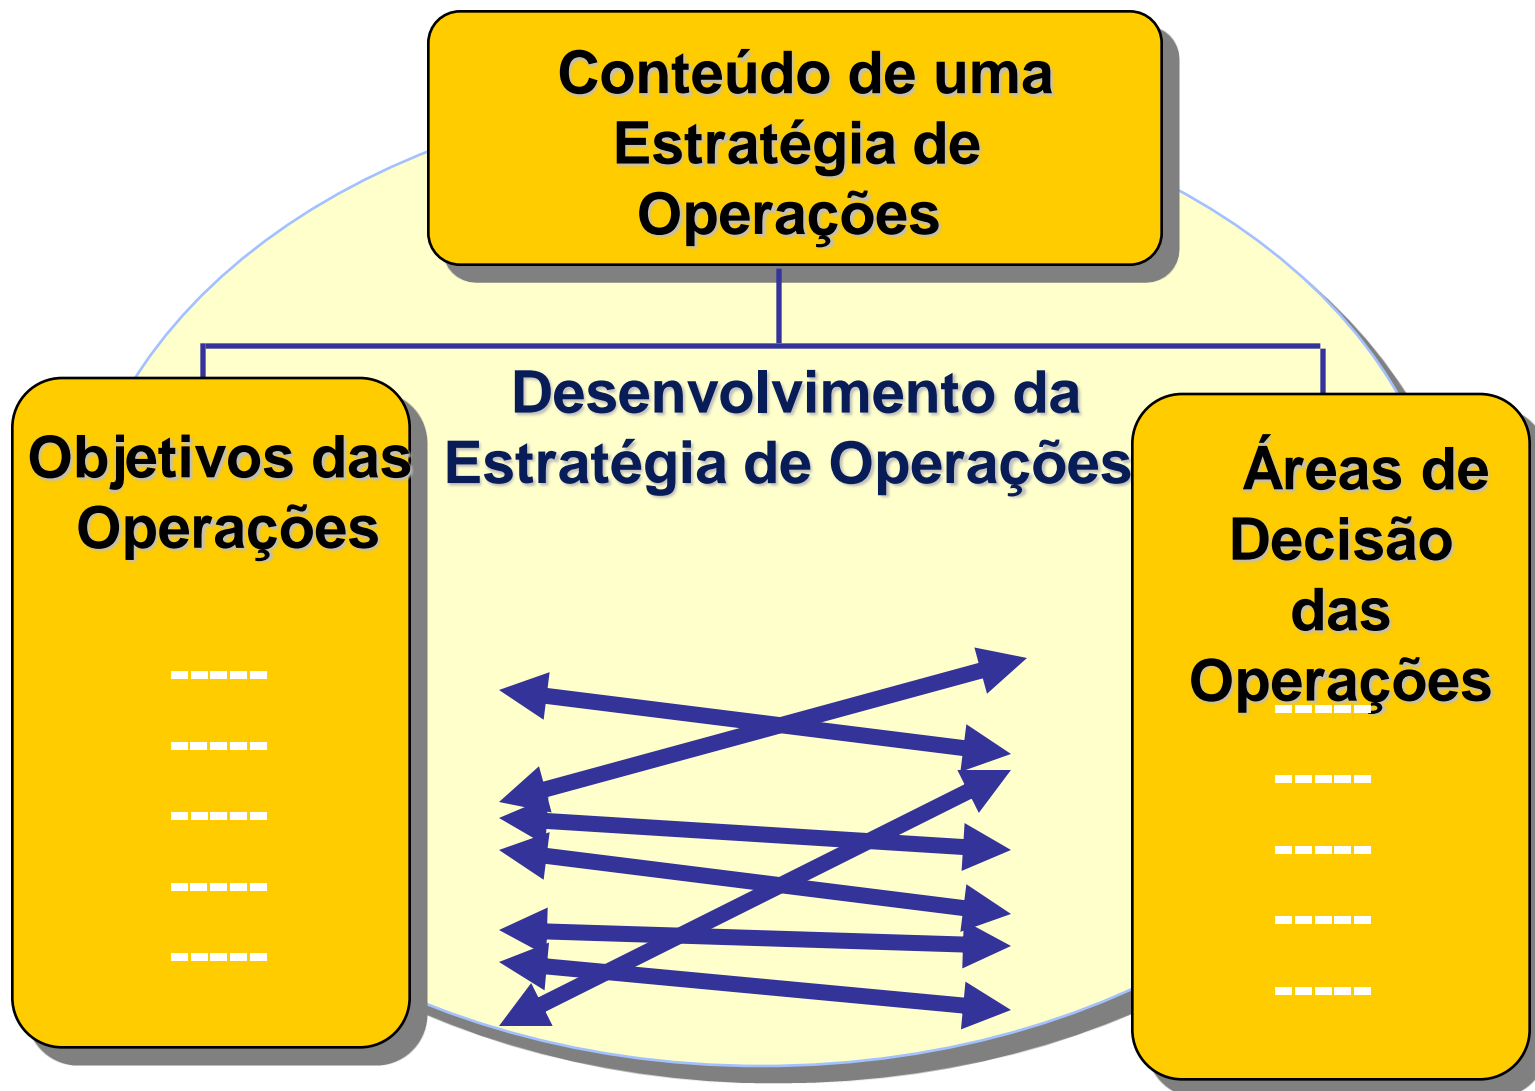 Conteúdo de uma
Estratégia de
Operações
Desenvolvimento da
Estratégia de Operações
Objetivos das
Operações
-----
-----
-----
-----
-----
Áreas de
Decisão
das
Operações
-----
-----
-----
-----
-----